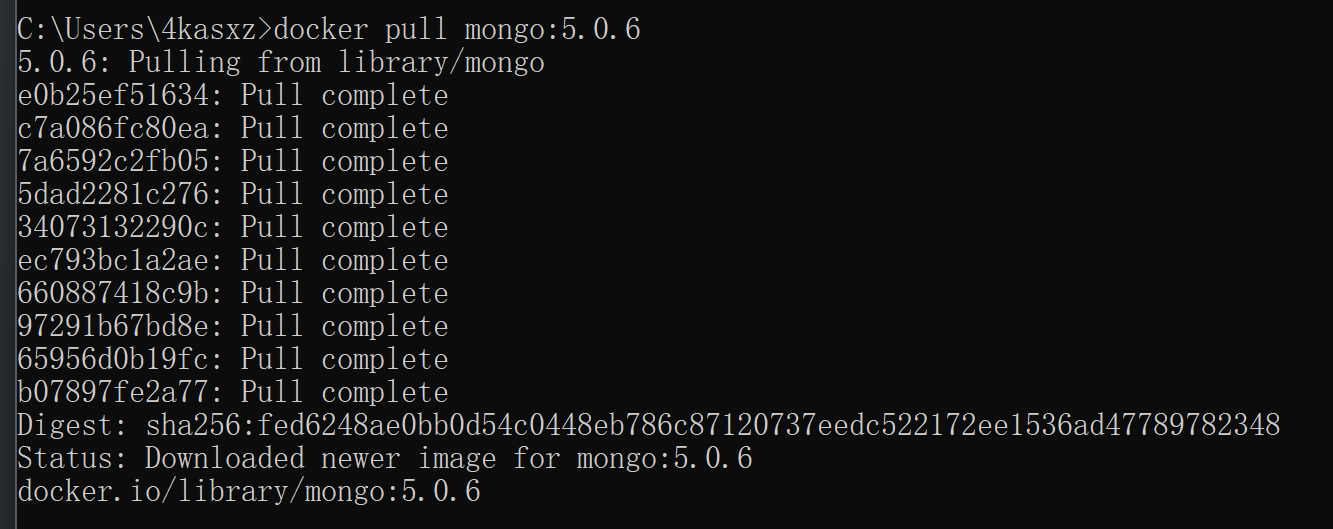 C:\Users\4kasxz>docker pull mongo:5.0.6
5.0.6: Pulling from library/mongo
e0b25ef51634: Pull complete
c7a086fc80ea: Pull complete
7a6592c2fb05: Pull complete
5dad2281c276: Pull complete
34073132290c: Pull complete
ec793bc1a2ae: Pull complete
660887418c9b: Pull complete
97291b67bd8e: Pull complete
65956d0b19fc: Pull complete
b07897fe2a77: Pull complete
Digest: sha256:fed6248ae0bb0d54c0448eb786c87120737eedc522172ee1536ad47789782348
Status: Downloaded newer image for mongo:5.0.6
docker.io/library/mongo:5.0.6